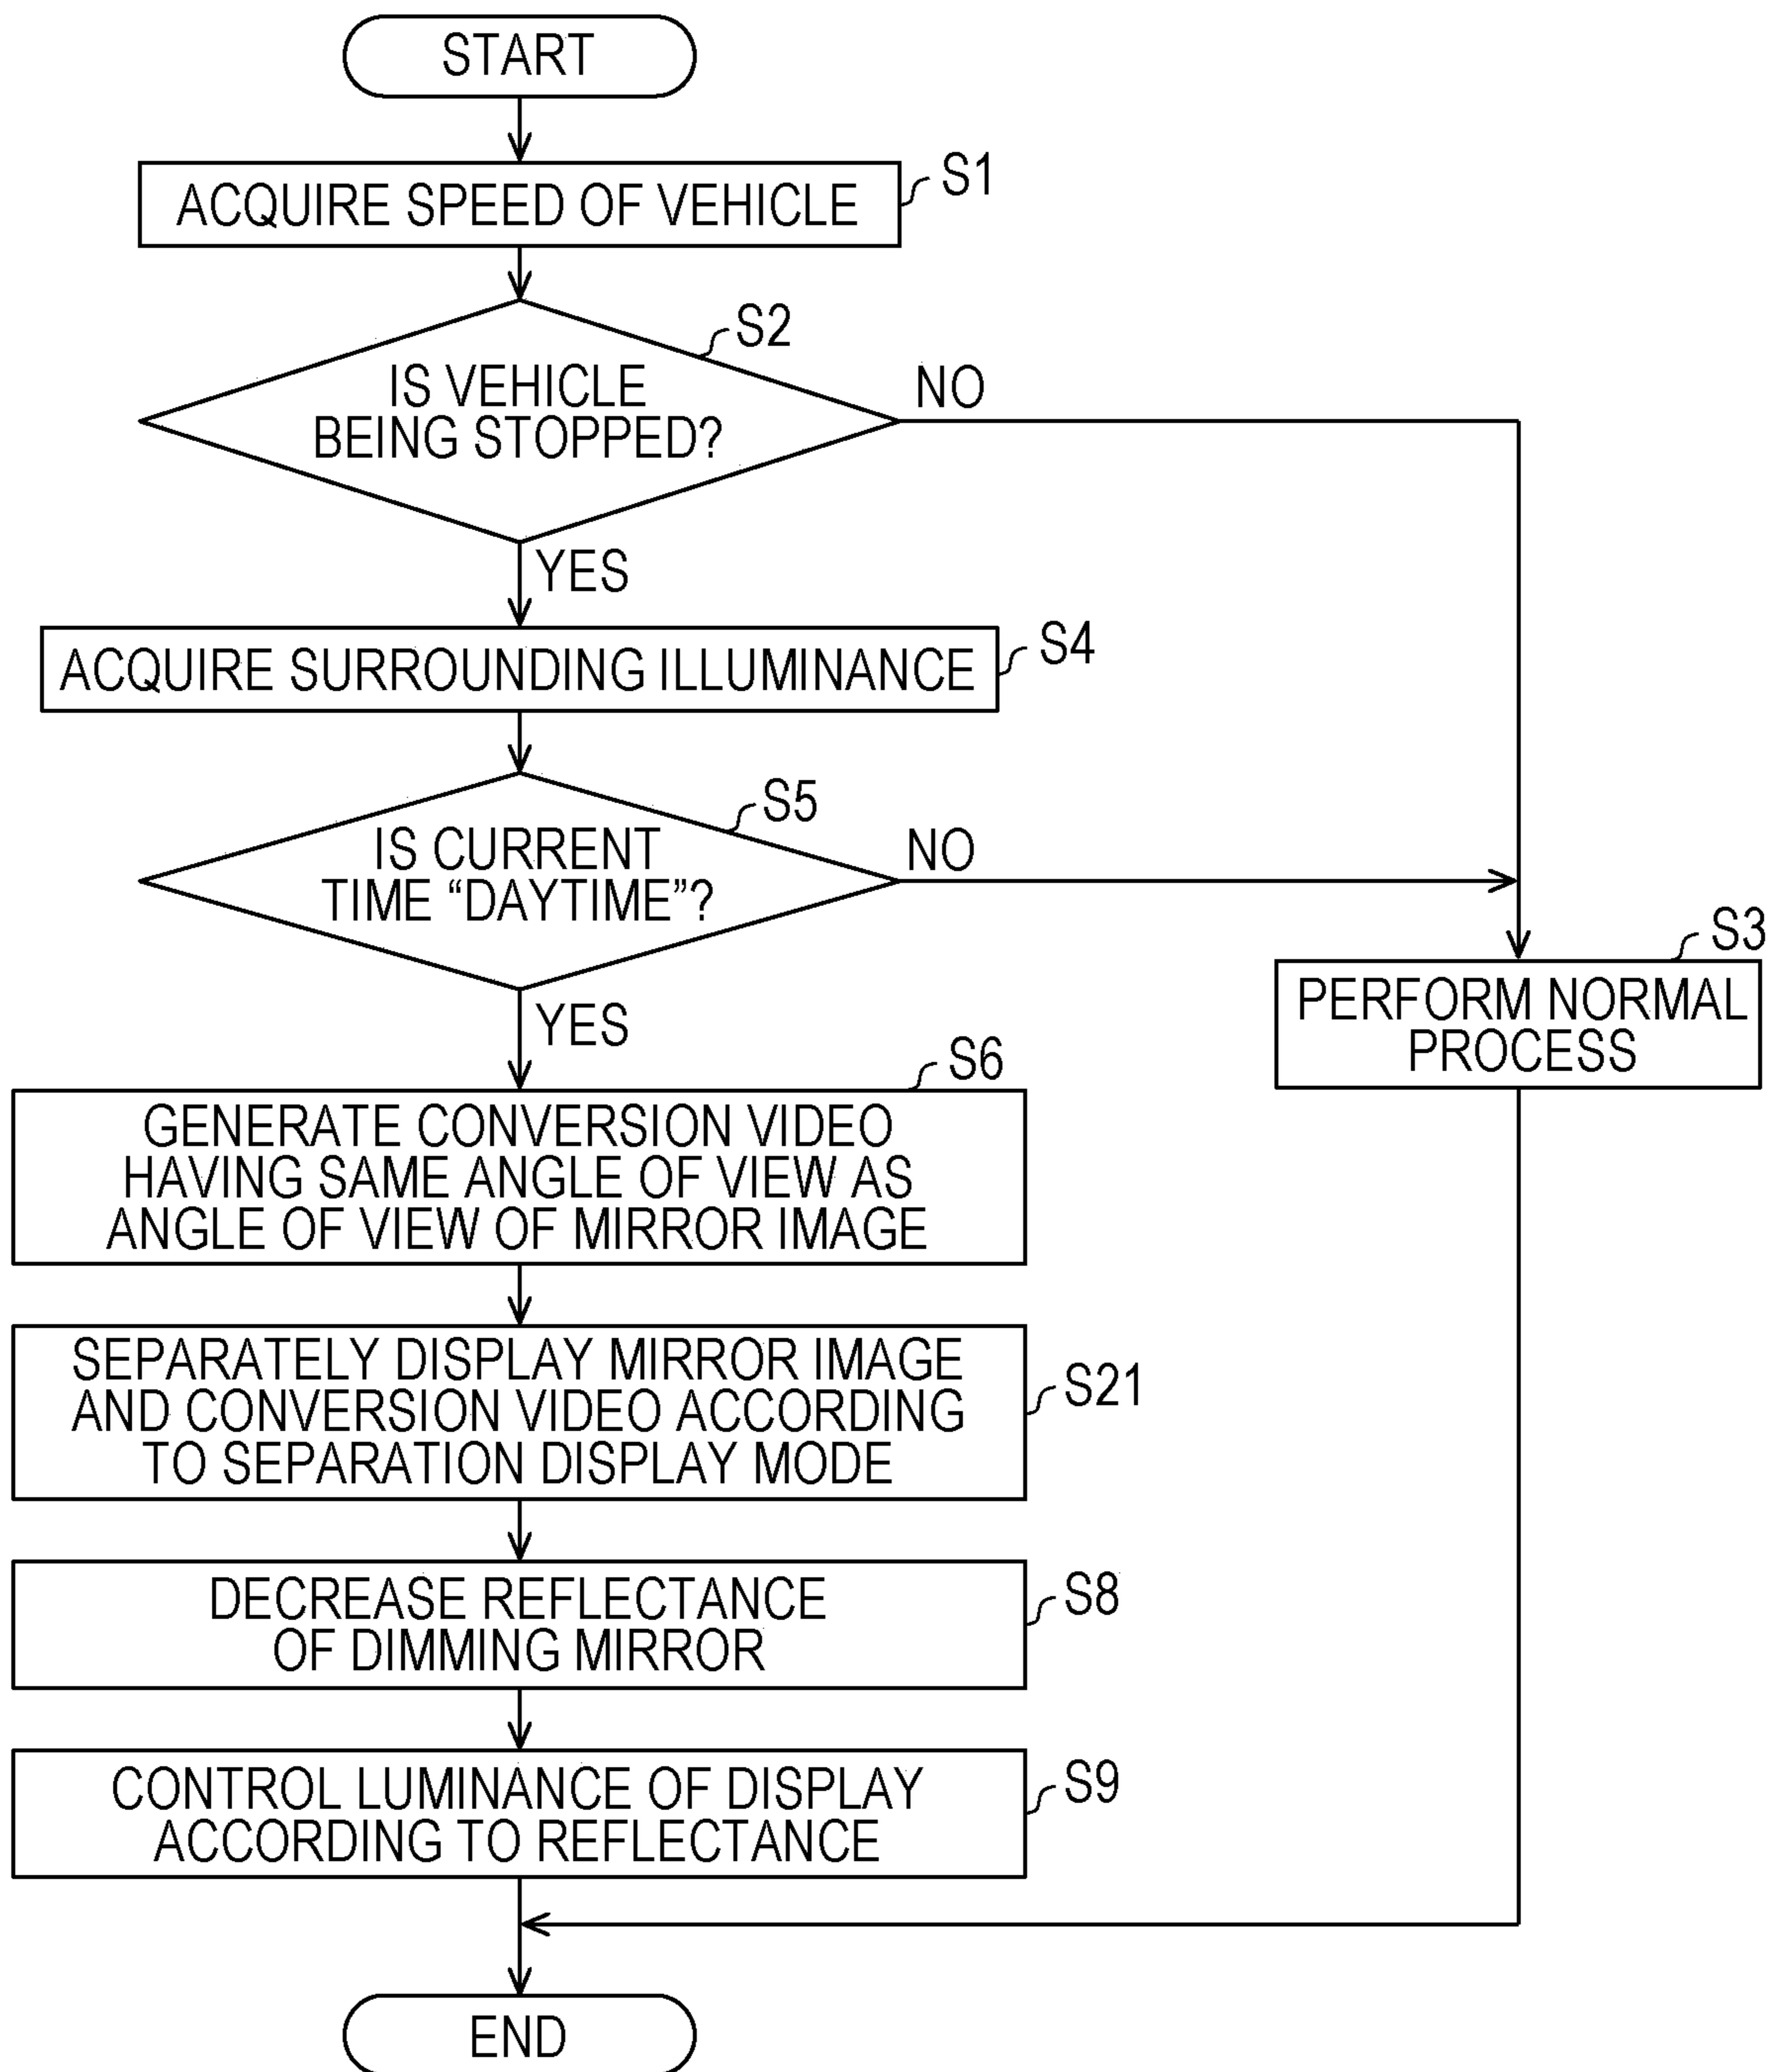 START
ACQUIRE SPEED OF VEHICLE
S1
S2
IS VEHICLE
BEING STOPPED?
NO
YES
ACQUIRE SURROUNDING ILLUMINANCE
S4
S5
IS CURRENT
TIME “DAYTIME”?
NO
S3
PERFORM NORMAL
PROCESS
YES
S6
GENERATE CONVERSION VIDEO
HAVING SAME ANGLE OF VIEW AS
ANGLE OF VIEW OF MIRROR IMAGE
SEPARATELY DISPLAY MIRROR IMAGE
AND CONVERSION VIDEO ACCORDING
TO SEPARATION DISPLAY MODE
S21
DECREASE REFLECTANCE
OF DIMMING MIRROR
S8
CONTROL LUMINANCE OF DISPLAY
ACCORDING TO REFLECTANCE
S9
END